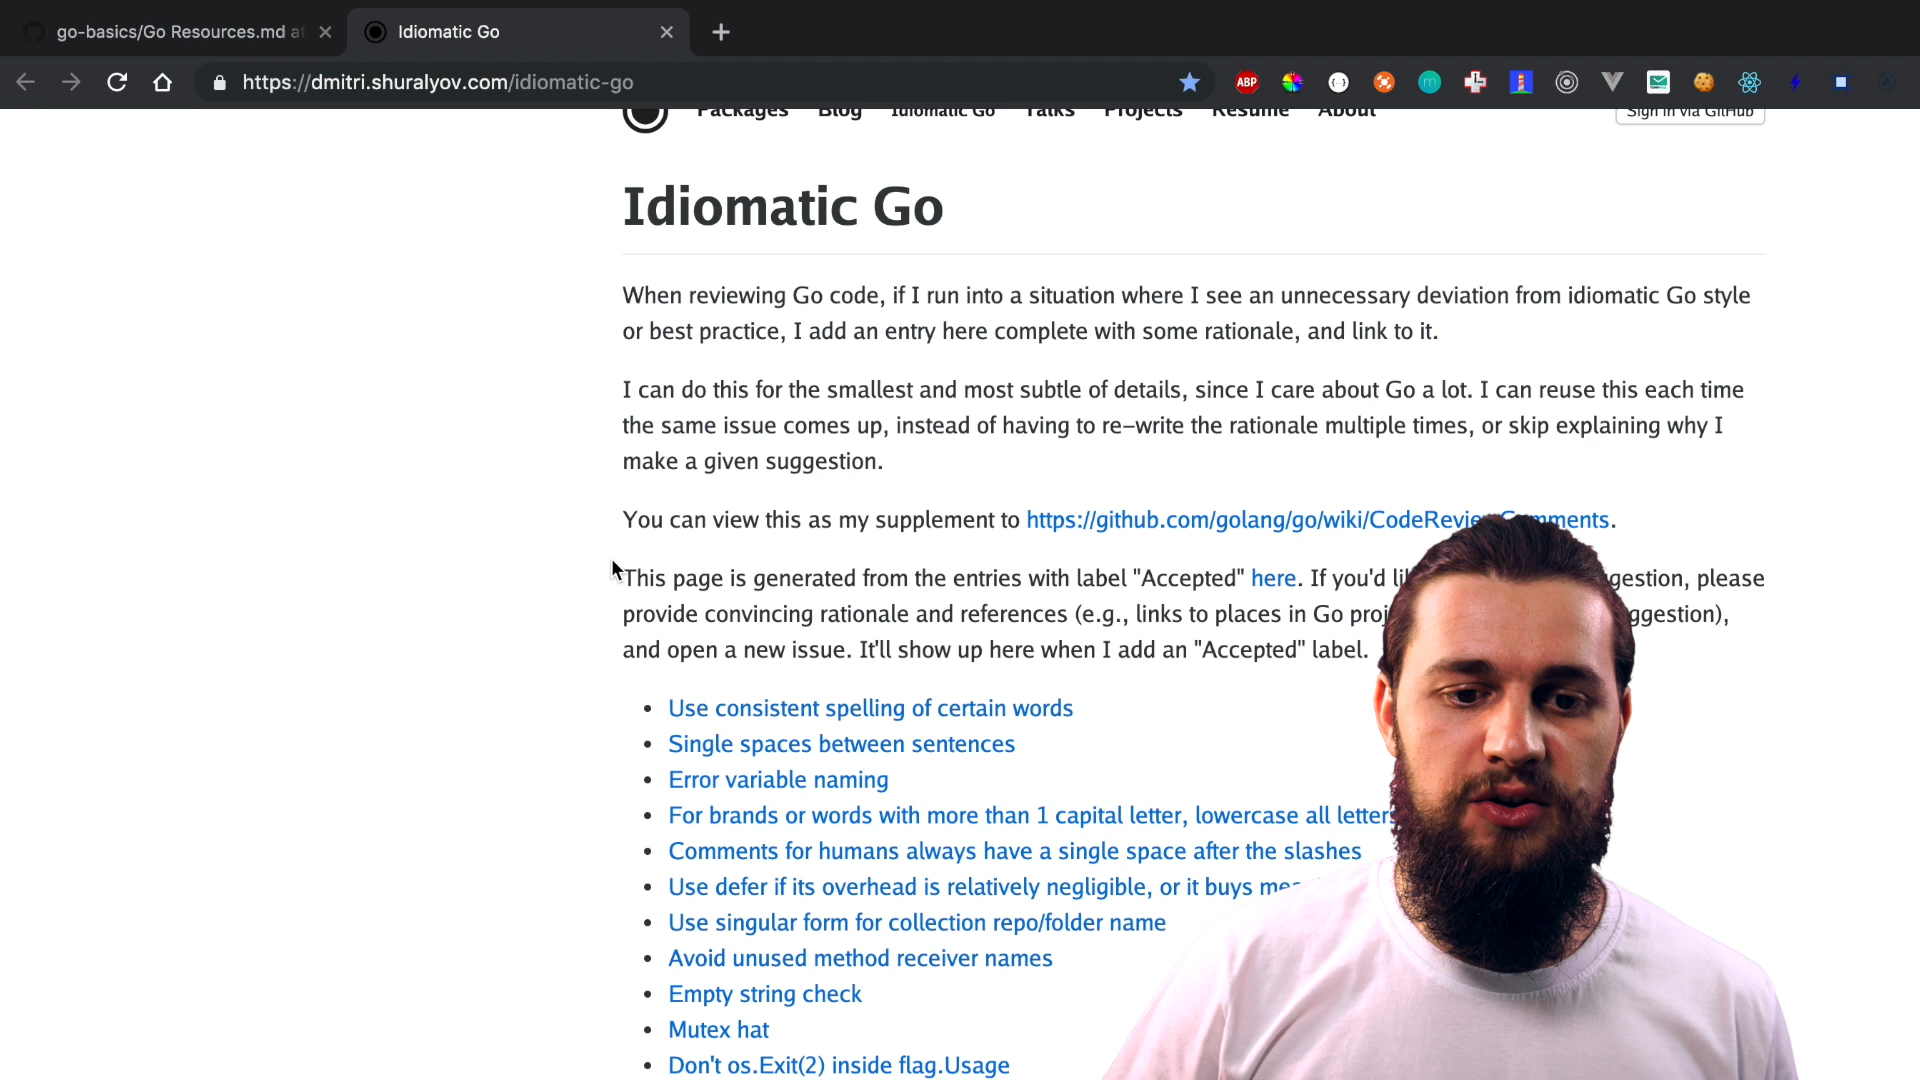 go-basics/Go Resources.md at
Idiomatic Go
https://dmitri.shuralyov.com/idiomatic-go
ABP
Packages Blog Idiomatic Go Talks Projects Resume About Sign in via GitHub
Idiomatic Go
When reviewing Go code, if I run into a situation where I see an unnecessary deviation from idiomatic Go style
or best practice, I add an entry here complete with some rationale, and link to it.
I can do this for the smallest and most subtle of details, since I care about Go a lot. I can reuse this each time
the same issue comes up, instead of having to re-write the rationale multiple times, or skip explaining why I
make a given suggestion.
You can view this as my supplement to https://github.com/golang/go/wiki/CodeReviewComments.
This page is generated from the entries with label "Accepted" here. If you'd li gestion, please
provide convincing rationale and references (e.g., links to places in Go proj ggestion),
and open a new issue. It'll show up here when I add an "Accepted" label.
• Use consistent spelling of certain words
• Single spaces between sentences
• Error variable naming
• For brands or words with more than 1 capital letter, lowercase all letters
• Comments for humans always have a single space after the slashes
• Use defer if its overhead is relatively negligible, or it buys mea
• Use singular form for collection repo/folder name
• Avoid unused method receiver names
• Empty string check
• Mutex hat
• Don't os.Exit(2) inside flag.Usage